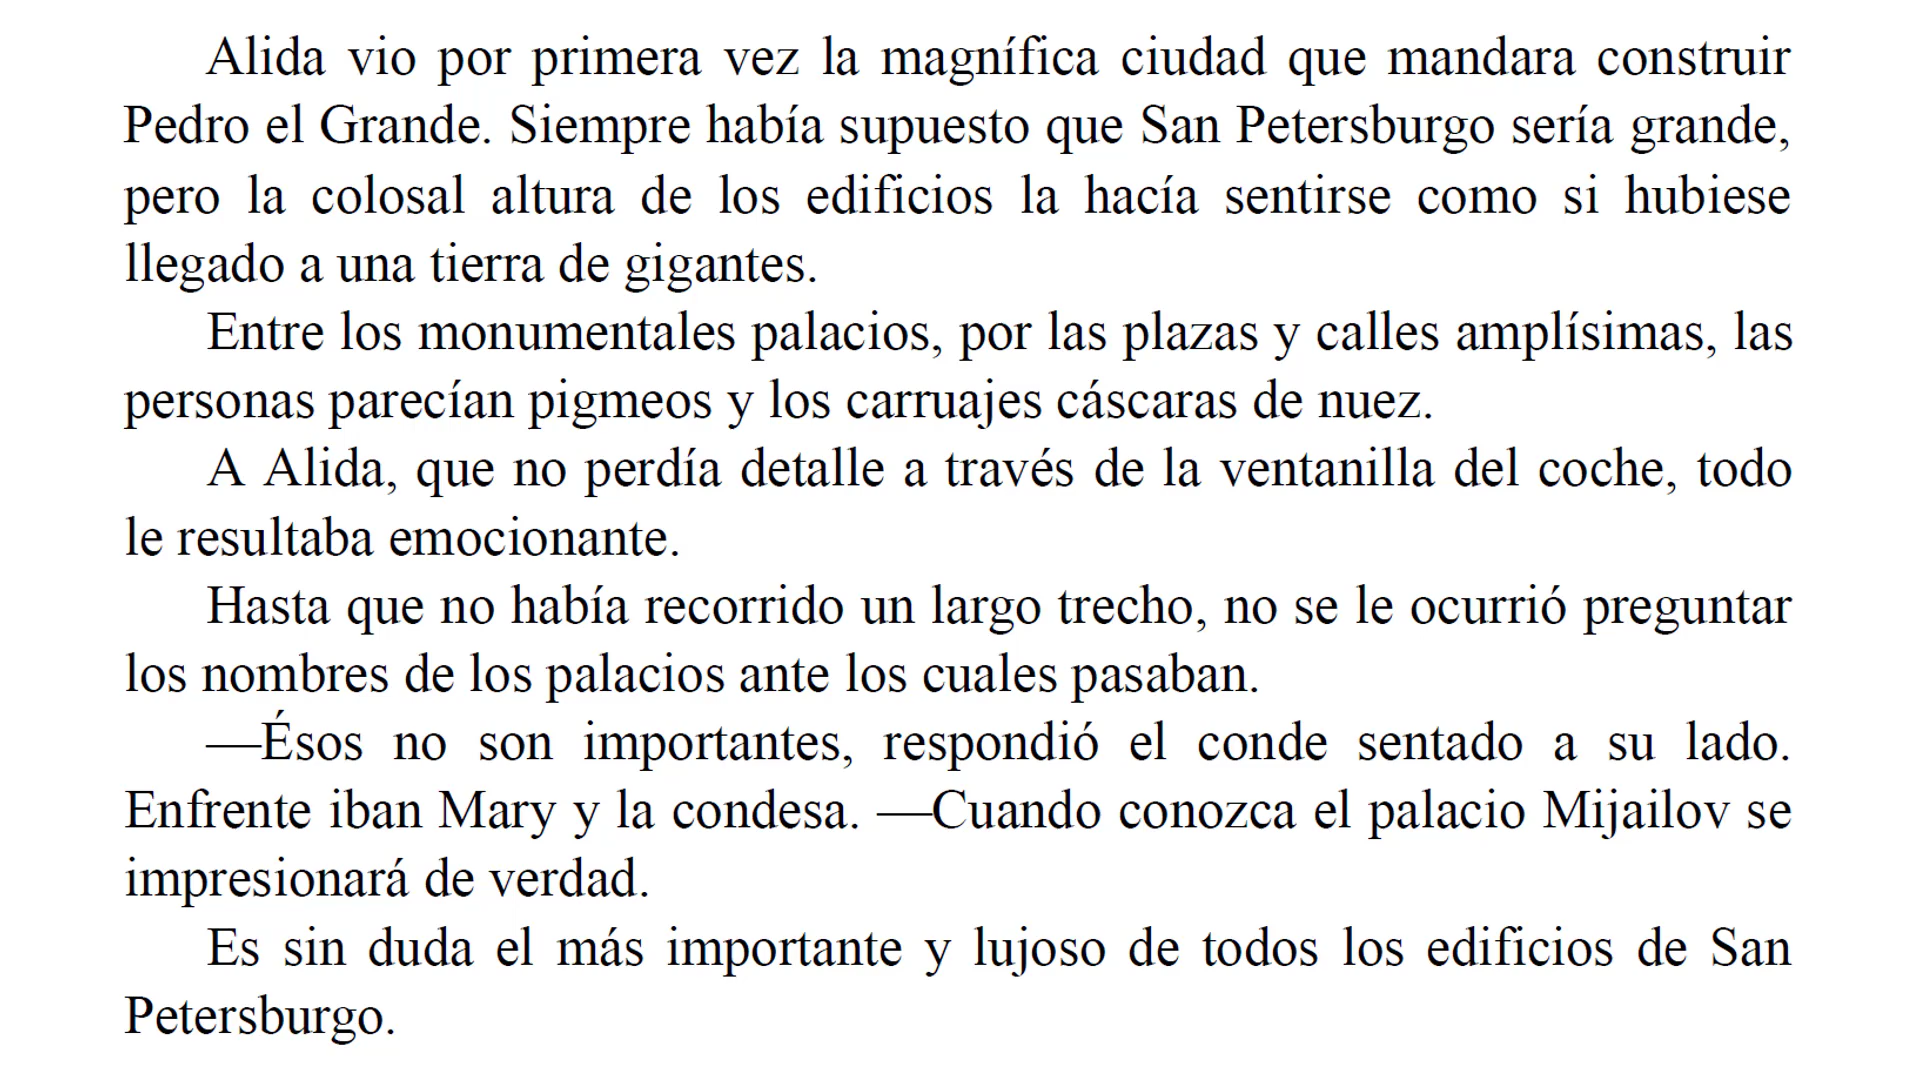 Alida vio por primera vez la magnífica ciudad que mandara construir
Pedro el Grande. Siempre había supuesto que San Petersburgo sería grande,
pero la colosal altura de los edificios la hacía sentirse como si hubiese
llegado a una tierra de gigantes.
Entre los monumentales palacios, por las plazas y calles amplísimas, las
personas parecían pigmeos y los carruajes cáscaras de nuez.
A Alida, que no perdía detalle a través de la ventanilla del coche, todo
le resultaba emocionante.
Hasta que no había recorrido un largo trecho, no se le ocurrió preguntar
los nombres de los palacios ante los cuales pasaban.
—Ésos no son importantes, respondió el conde sentado a su lado.
Enfrente iban Mary y la condesa. —Cuando conozca el palacio Mijailov se
impresionará de verdad.
Es sin duda el más importante y lujoso de todos los edificios de San
Petersburgo.